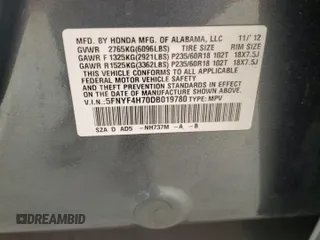 MFD. BY HONDA MFG. OF ALABAMA, LLC 11/'12
GVWR 2765KG(6096LBS) TIRE SIZE RIM SIZE
GAWR F 1325KG(2921LBS) P235/60R18 102T 18X7.5J
GAWR R1525KG(3362LBS) P235/60R18 102T 18X7.5J
THIS VEHICLE CONFORMS TO ALL APPLICABLE FEDERAL
MOTOR VEHICLE SAFETY AND THEFT PREVENTION
STANDARDS IN EFFECT ON THE DATE OF MANUFACTURE
SHOWN ABOVE.
V.I.N.:5FNYF4H70DB019780 TYPE:MPV
SZA D AD5 -NH737M -A -B
DREAMBID